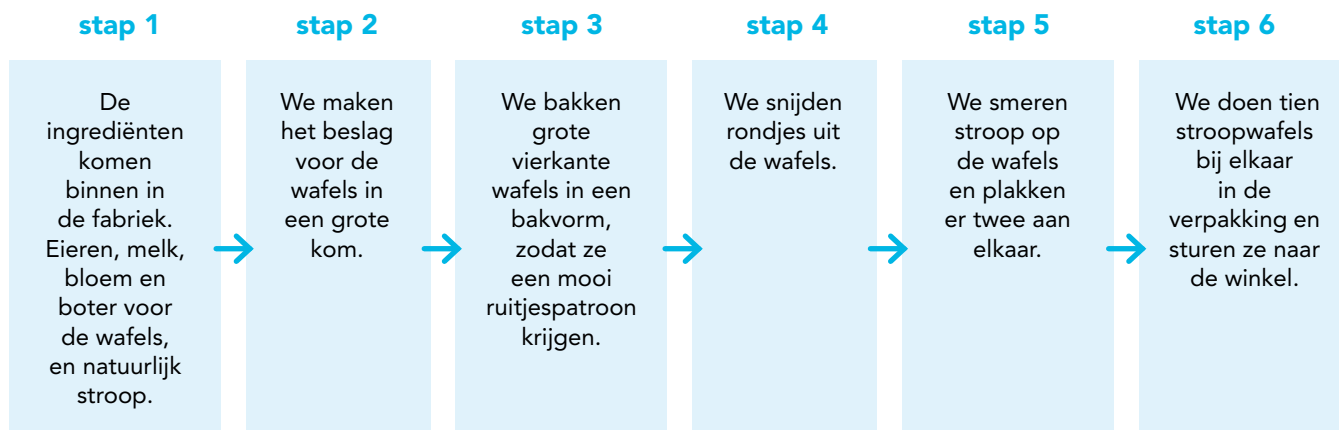 stap 1
De
ingrediënten
komen
binnen in
de fabriek.
Eieren, melk,
bloem en
boter voor
de wafels,
en natuurlijk
stroop.
stap 2
We maken
het beslag
voor de
wafels in
een grote
kom.
stap 3
We bakken
grote
vierkante
wafels in een
bakvorm,
zodat ze
een mooi
ruitjespatroon
krijgen.
stap 4
We snijden
rondjes uit
de wafels.
stap 5
We smeren
stroop op
de wafels
en plakken
er twee aan
elkaar.
stap 6
We doen tien
stroopwafels
bij elkaar
in de
verpakking en
sturen ze naar
de winkel.